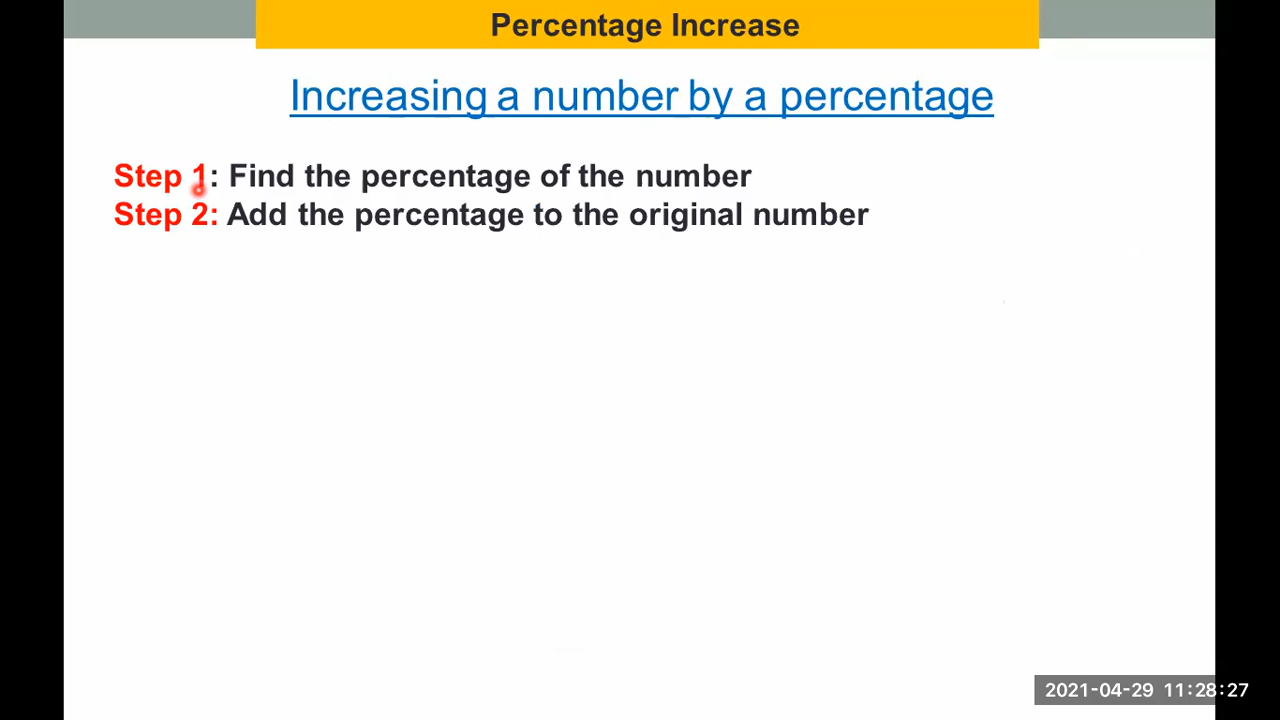 Percentage Increase
Increasing a number by a percentage
Step 1: Find the percentage of the number
Step 2: Add the percentage to the original number
2021-04-29 11:28:27